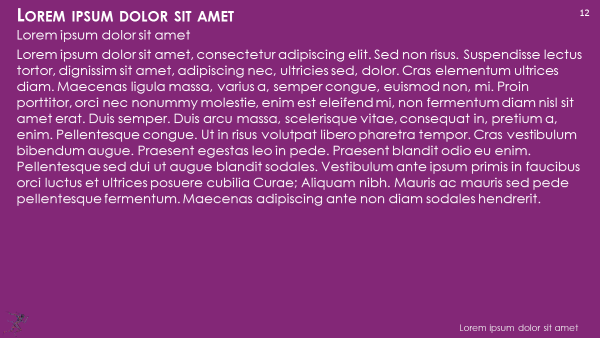 LOREM IPSUM DOLOR SIT AMET
12
Lorem ipsum dolor sit amet
Lorem ipsum dolor sit amet, consectetur adipiscing elit. Sed non risus. Suspendisse lectus
tortor, dignissim sit amet, adipiscing nec, ultricies sed, dolor. Cras elementum ultrices
diam. Maecenas ligula massa, varius a, semper congue, euismod non, mi. Proin
porttitor, orci nec nonummy molestie, enim est eleifend mi, non fermentum diam nisl sit
amet erat. Duis semper. Duis arcu massa, scelerisque vitae, consequat in, pretium a,
enim. Pellentesque congue. Ut in risus volutpat libero pharetra tempor. Cras vestibulum
bibendum augue. Praesent egestas leo in pede. Praesent blandit odio eu enim.
Pellentesque sed dui ut augue blandit sodales. Vestibulum ante ipsum primis in faucibus
orci luctus et ultrices posuere cubilia Curae; Aliquam nibh. Mauris ac mauris sed pede
pellentesque fermentum. Maecenas adipiscing ante non diam sodales hendrerit.
Lorem ipsum dolor sit amet